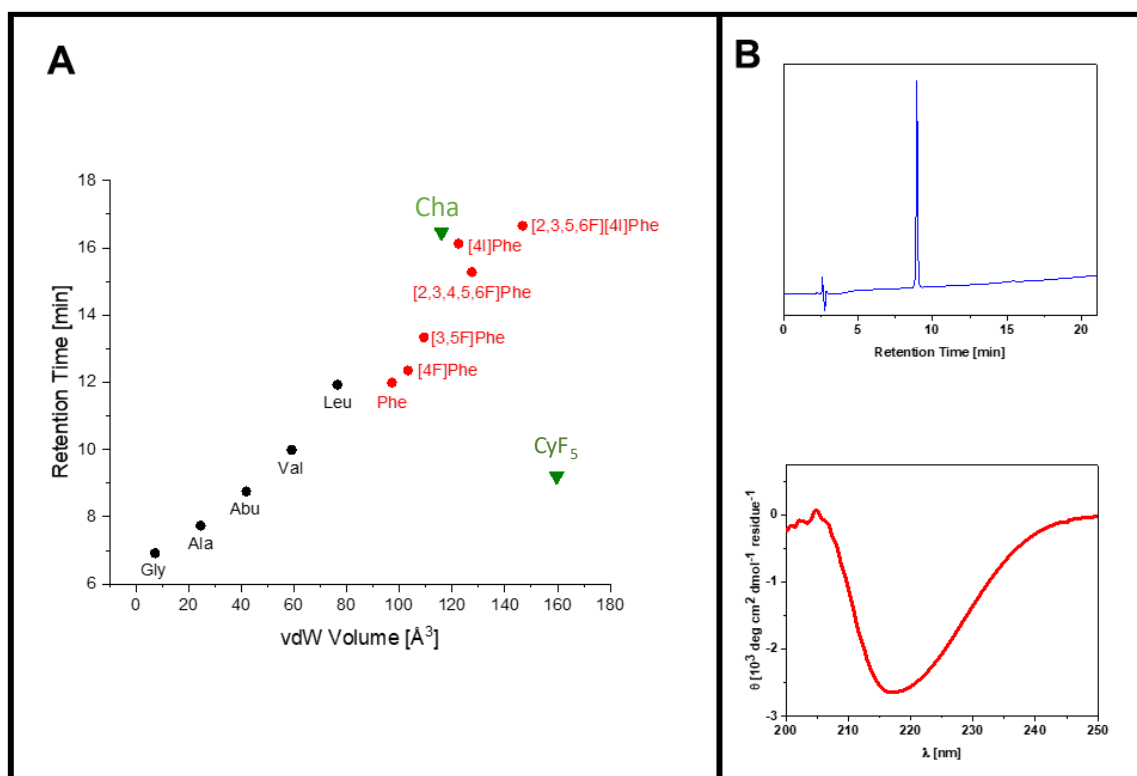 A
18
16
14
12
10
8
6
Retention Time [min]
Cha
[2,3,5,6F][4I]Phe
[4I]Phe
[2,3,4,5,6F]Phe
[3,5F]Phe
[4F]Phe
Leu
Phe
Val
CyF5
Abu
Ala
Gly
0 20 40 60 80 100 120 140 160 180
vdW Volume [Å3]
B
0 5 10 15 20
Retention Time [min]
0
-1
-2
-3
θ [103 deg cm2 dmol-1 residue-1
200 210 220 230 240 250
λ [nm]